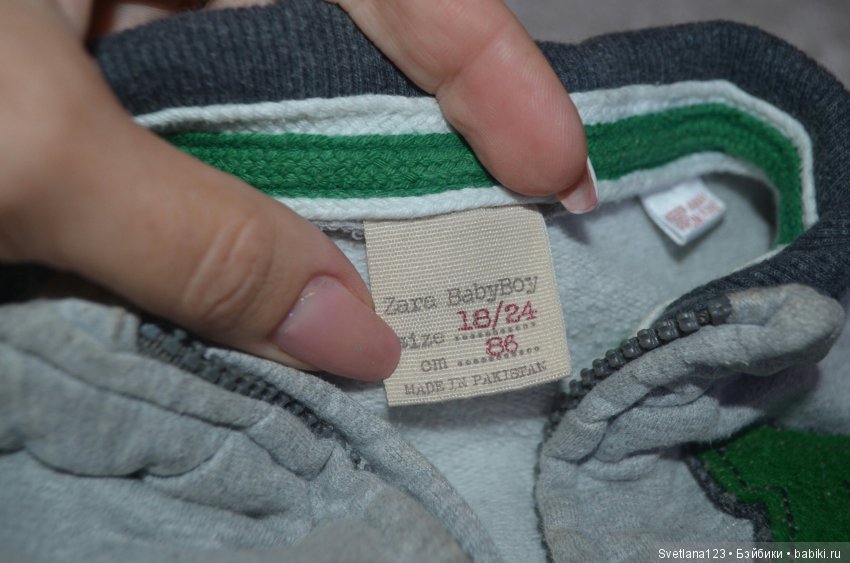 Zara BabyBoy
size 18/24
cm 86
MADE IN PAKISTAN
Svetlana123 • Бэйбики • babiki.ru